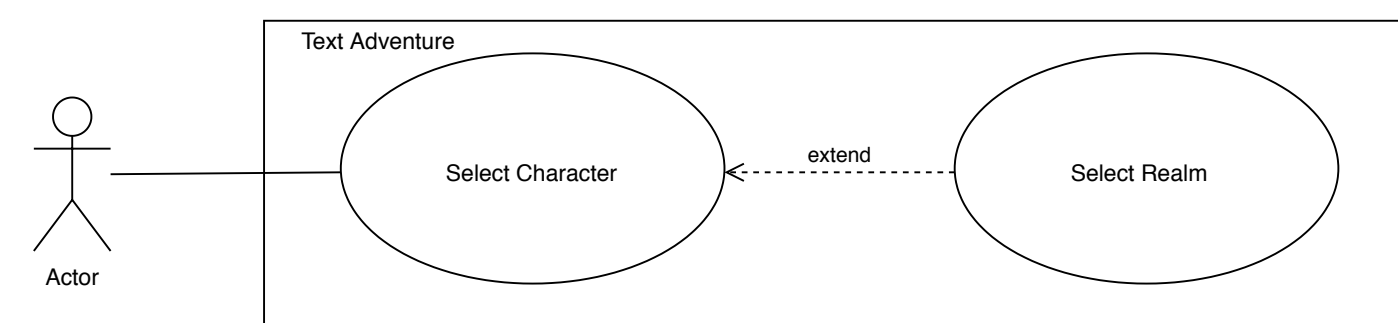 Text Adventure
extend
Select Character
Select Realm
Actor